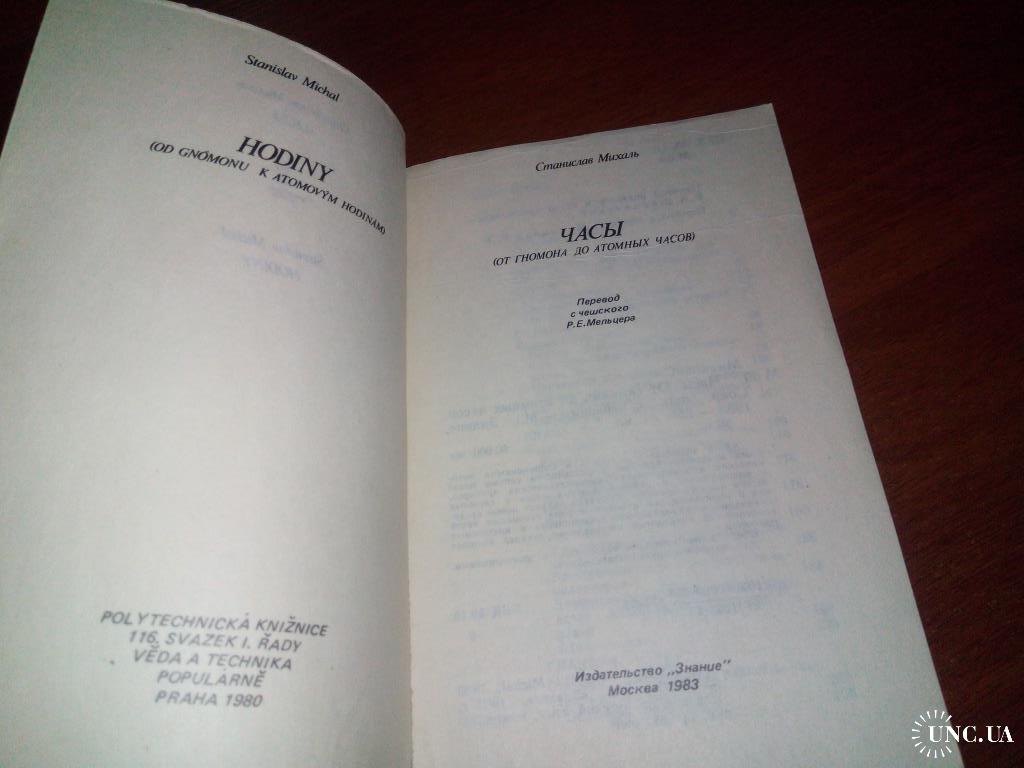 Stanislav Michal
HODINY
(OD GNÓMONU K ATOMOVÝM HODINÁM)
POLYTECHNICKÁ KNIŽNICE
116. SVAZEK I. ŘADY
VĚDA A TECHNIKA
POPULÁRNĚ
PRAHA 1980
Станислав Михаль
ЧАСЫ
(ОТ ГНОМОНА ДО АТОМНЫХ ЧАСОВ)
Перевод
с чешского
Р.Е.Мельцера
Издательство „Знание"
Москва 1983
UNC.UA